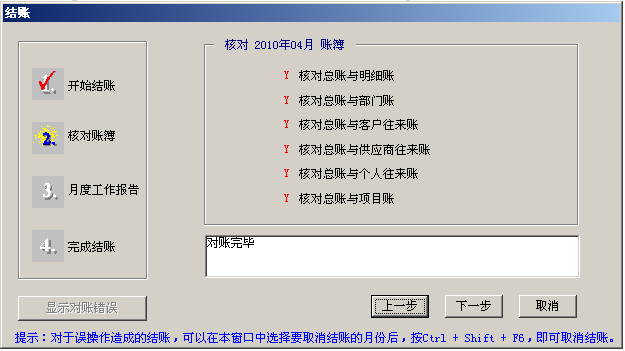 结账
核对 2010年04月 账簿
1. 开始结账
2. 核对账簿
3. 月度工作报告
4. 完成结账
Y 核对总账与明细账
Y 核对总账与部门账
Y 核对总账与客户往来账
Y 核对总账与供应商往来账
Y 核对总账与个人往来账
Y 核对总账与项目账
对账完毕
显示对账错误
上一步 下一步 取消
提示：对于误操作造成的结账，可以在本窗口中选择要取消结账的月份后，按Ctrl + Shift + F6，即可取消结账。